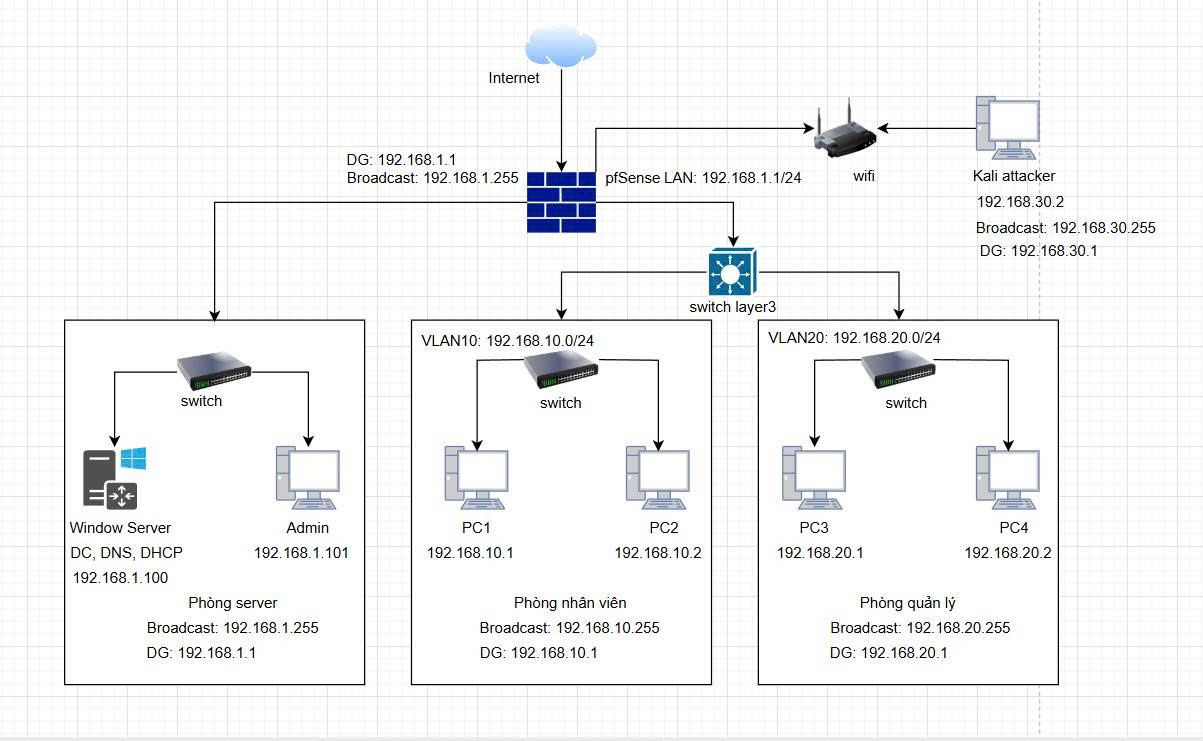 Internet
DG: 192.168.1.1
Broadcast: 192.168.1.255
pfSense LAN: 192.168.1.1/24
wifi
Kali attacker
192.168.30.2
Broadcast: 192.168.30.255
DG: 192.168.30.1
switch layer3
switch
Window Server
DC, DNS, DHCP
192.168.1.100
Admin
192.168.1.101
Phòng server
Broadcast: 192.168.1.255
DG: 192.168.1.1
VLAN10: 192.168.10.0/24
switch
PC1
192.168.10.1
PC2
192.168.10.2
Phòng nhân viên
Broadcast: 192.168.10.255
DG: 192.168.10.1
VLAN20: 192.168.20.0/24
switch
PC3
192.168.20.1
PC4
192.168.20.2
Phòng quản lý
Broadcast: 192.168.20.255
DG: 192.168.20.1